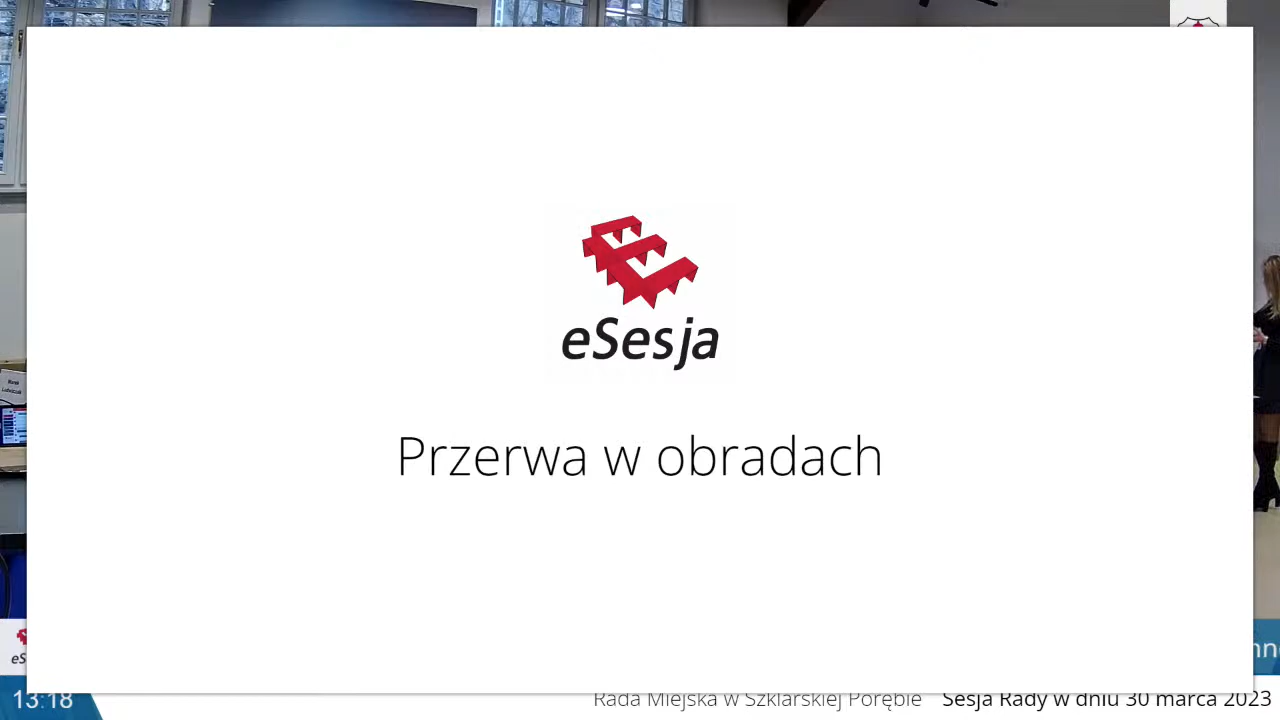 eSesja
Przerwa w obradach
13:18
Rada Miejska w Szklarskiej Porębie Sesja Rady w dniu 30 marca 2023